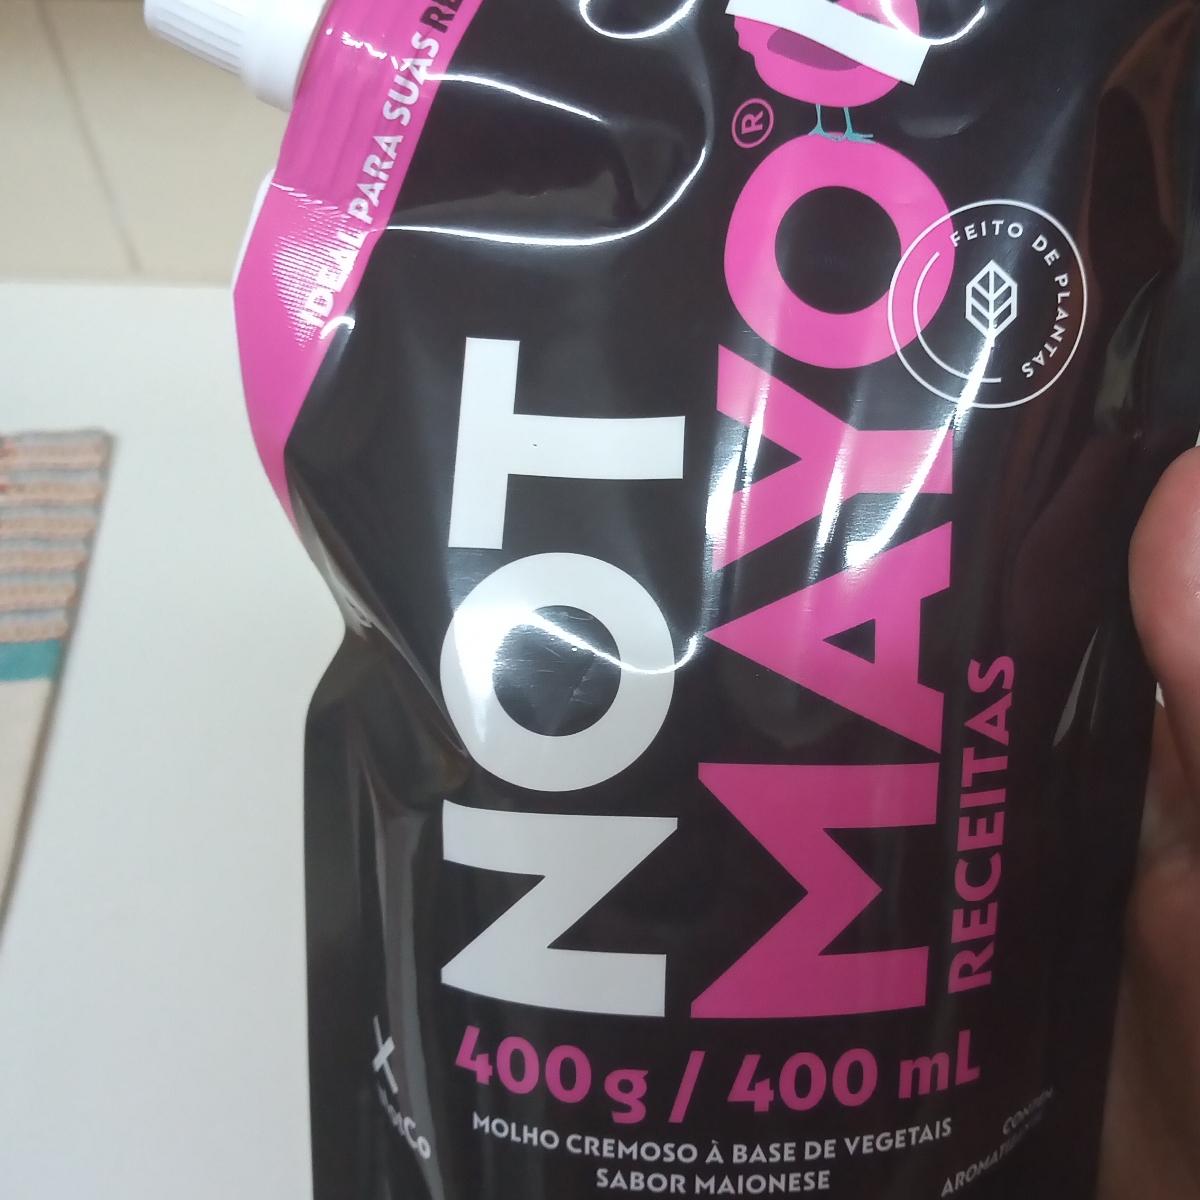 IDEAL PARA SUAS
NOT
MAYO
®
FEITO DE PLANTAS
RECEITAS
400g / 400 mL
MOLHO CREMOSO À BASE DE VEGETAIS
SABOR MAIONESE
CONTÉM